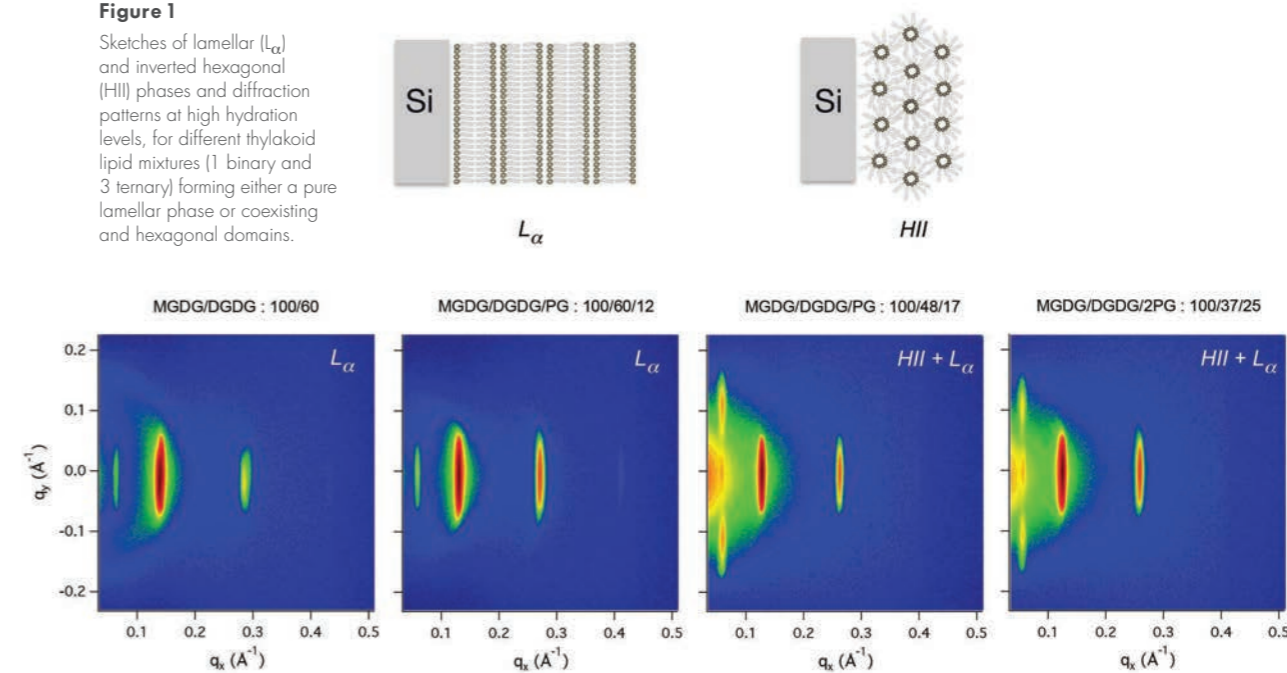 Figure 1
Sketches of lamellar (Lα)
and inverted hexagonal
(HII) phases and diffraction
patterns at high hydration
levels, for different thylakoid
lipid mixtures (1 binary and
3 ternary) forming either a pure
lamellar phase or coexisting
and hexagonal domains.
Si
Si
Lα
HII
MGDG/DGDG : 100/60
MGDG/DGDG/PG : 100/60/12
MGDG/DGDG/PG : 100/48/17
MGDG/DGDG/2PG : 100/37/25
Lα
Lα
HII + Lα
HII + Lα
0.2
0.1
0.0
-0.1
-0.2
qy (Å-1)
0.1 0.2 0.3 0.4 0.5
0.1 0.2 0.3 0.4 0.5
0.1 0.2 0.3 0.4 0.5
0.1 0.2 0.3 0.4 0.5
qx (Å-1)
qx (Å-1)
qx (Å-1)
qx (Å-1)